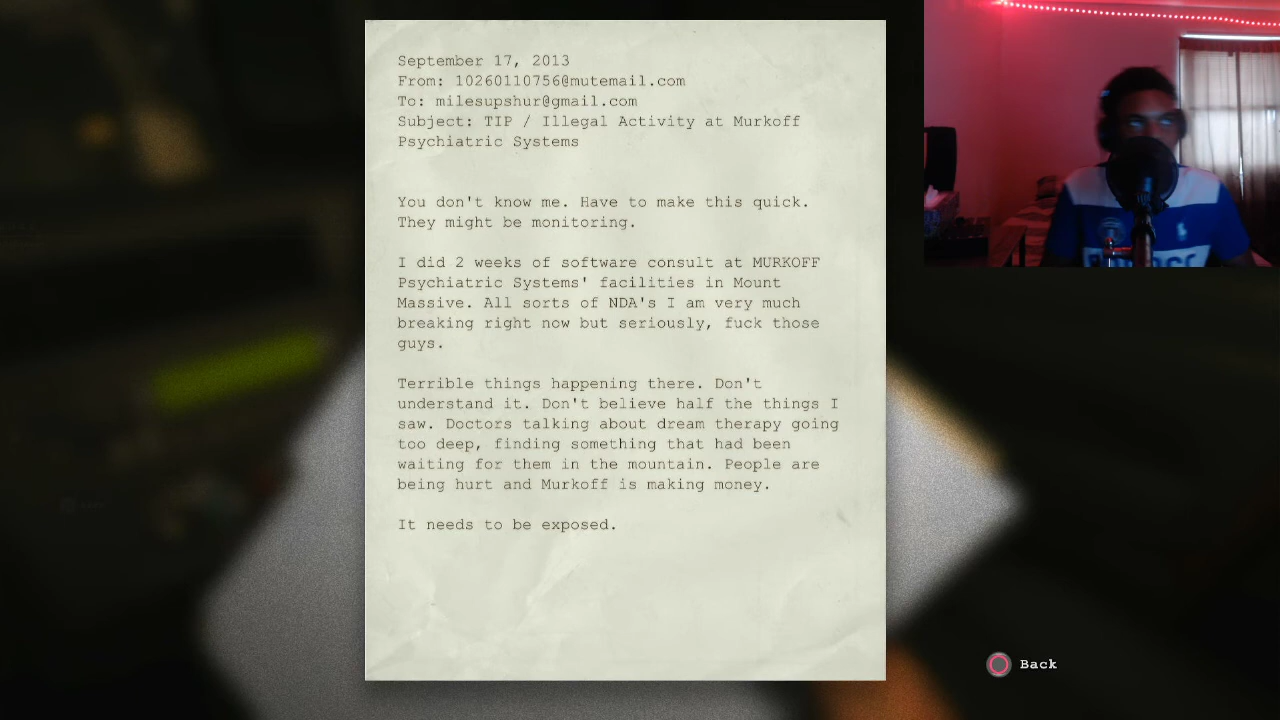 September 17, 2013
From: 10260110756@mutemail.com
To: milesupshur@gmail.com
Subject: TIP / Illegal Activity at Murkoff
Psychiatric Systems
You don't know me. Have to make this quick.
They might be monitoring.
I did 2 weeks of software consult at MURKOFF
Psychiatric Systems' facilities in Mount
Massive. All sorts of NDA's I am very much
breaking right now but seriously, fuck those
guys.
Terrible things happening there. Don't
understand it. Don't believe half the things I
saw. Doctors talking about dream therapy going
too deep, finding something that had been
waiting for them in the mountain. People are
being hurt and Murkoff is making money.
It needs to be exposed.
Back